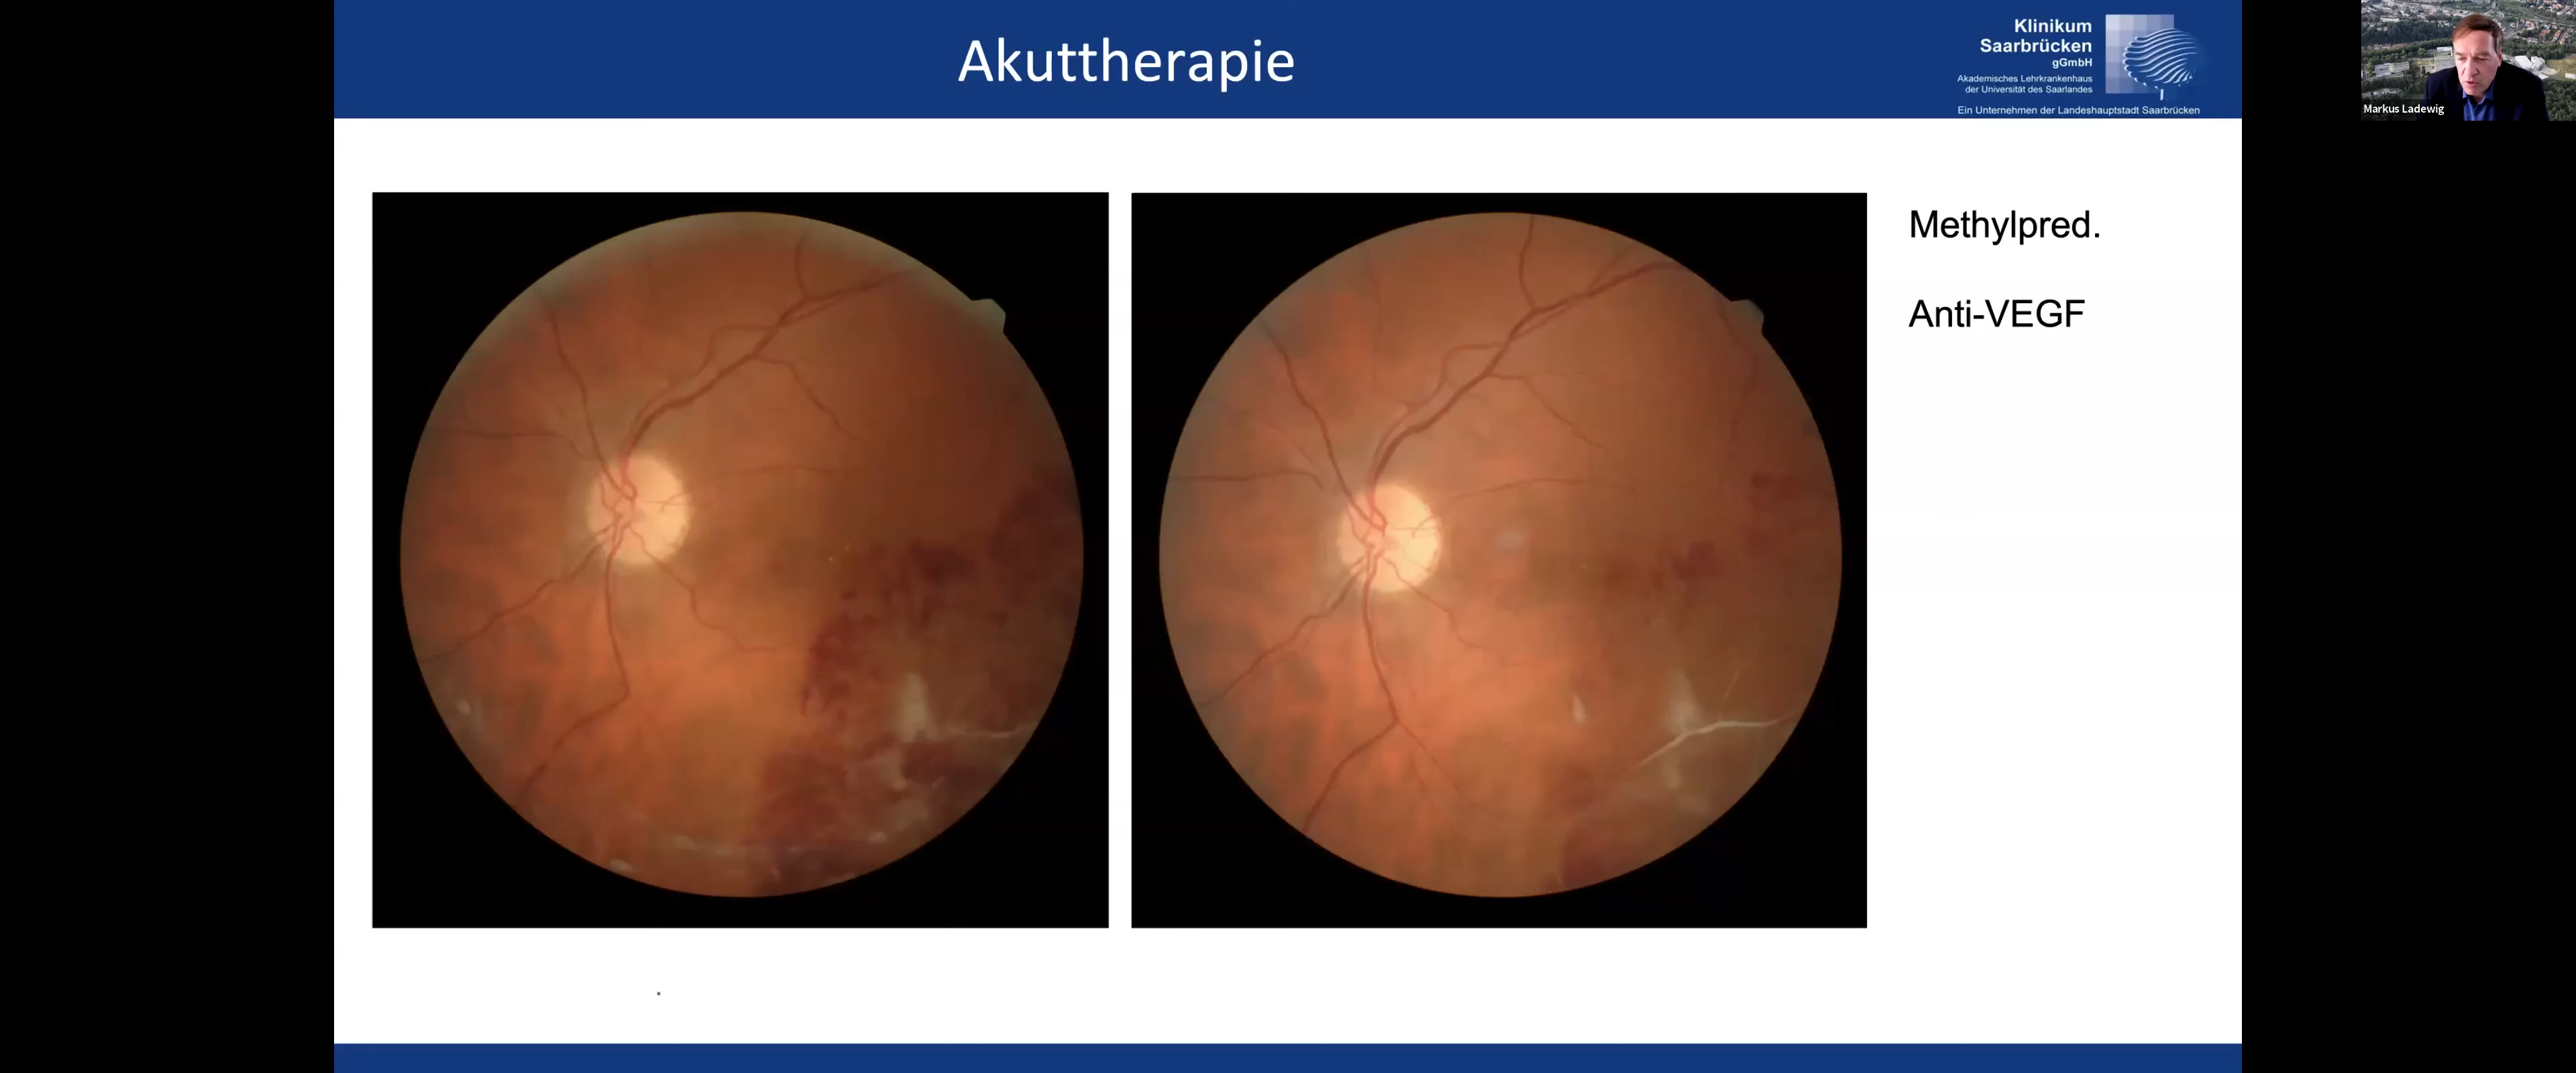 Akuttherapie
Klinikum
Saarbrücken
gGmbH
Akademisches Lehrkrankenhaus
der Universität des Saarlandes
Ein Unternehmen der Landeshauptstadt Saarbrücken
Markus Ladewig
Methylpred.
Anti-VEGF